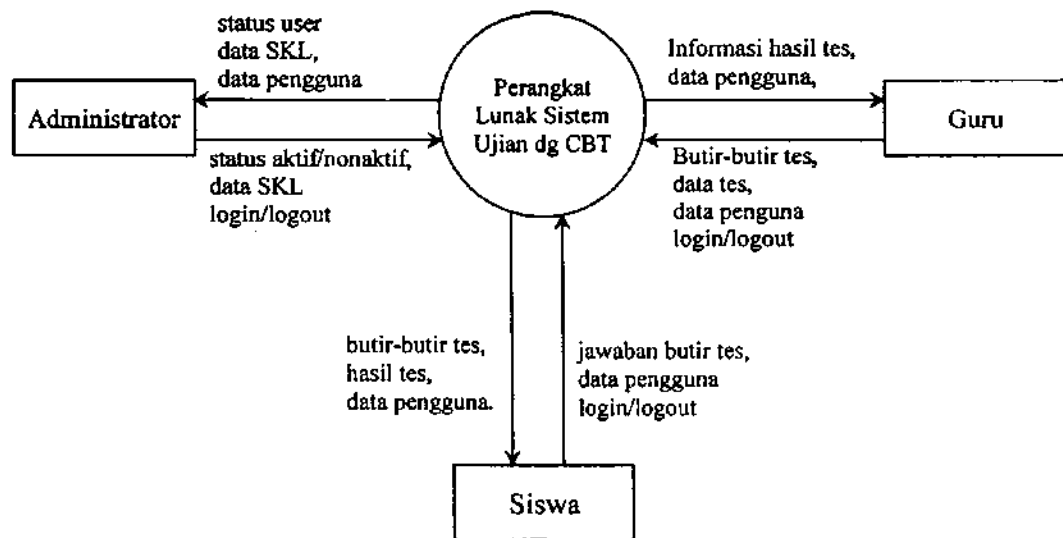 status user
data SKL,
data pengguna
Informasi hasil tes,
data pengguna,
Perangkat
Lunak Sistem
Ujian dg CBT
Administrator
Guru
status aktif/nonaktif,
data SKL
login/logout
Butir-butir tes,
data tes,
data penguna
login/logout
butir-butir tes,
hasil tes,
data pengguna.
jawaban butir tes,
data pengguna
login/logout
Siswa